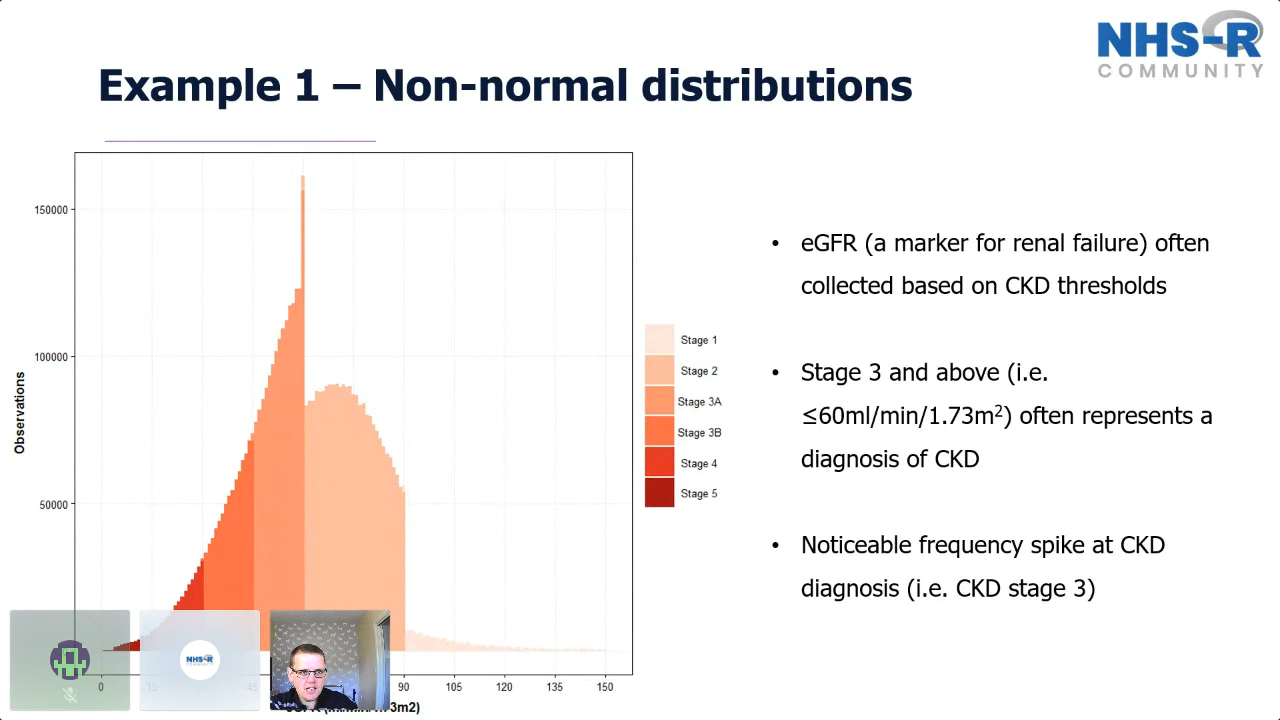 NHS-R
COMMUNITY
Example 1 – Non-normal distributions
150000
100000
50000
Observations
0
15
45
90
105
120
135
150
Stage 1
Stage 2
Stage 3A
Stage 3B
Stage 4
Stage 5
• eGFR (a marker for renal failure) often
collected based on CKD thresholds
• Stage 3 and above (i.e.
≤60ml/min/1.73m²) often represents a
diagnosis of CKD
• Noticeable frequency spike at CKD
diagnosis (i.e. CKD stage 3)
NHS-R
COMMUNITY